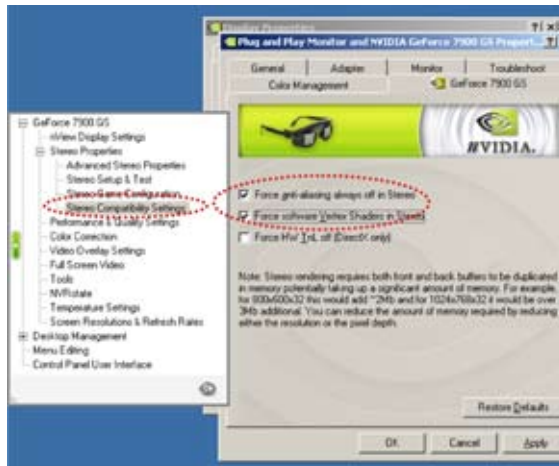 Display Properties
Plug and Play Monitor and NVIDIA GeForce 7900 GS Propert...
General
Adapter
Monitor
Troubleshoot
Color Management
GeForce 7900 GS
NVIDIA.
GeForce 7900 GS
nView Display Settings
Stereo Properties
Advanced Stereo Properties
Stereo Setup & Test
Stereo Game Configuration
Stereo Compatibility Settings
Performance & Quality Settings
Color Correction
Video Overlay Settings
Full Screen Video
Tools
NVRotate
Temperature Settings
Screen Resolutions & Refresh Rates
Desktop Management
Menu Editing
Control Panel User Interface
Force anti-aliasing always off in Stereo
Force software Vertex Shaders in Stereo
Force HW TnL off (DirectX only)
Note: Stereo rendering requires both front and back buffers to be duplicated
in memory potentially taking up a significant amount of memory. For example,
for 800x600x32 this would add ~2Mb and for 1024x768x32 it would be over
3Mb additional. You can reduce the amount of memory required by reducing
either the resolution or the pixel depth.
Restore Defaults
OK
Cancel
Apply